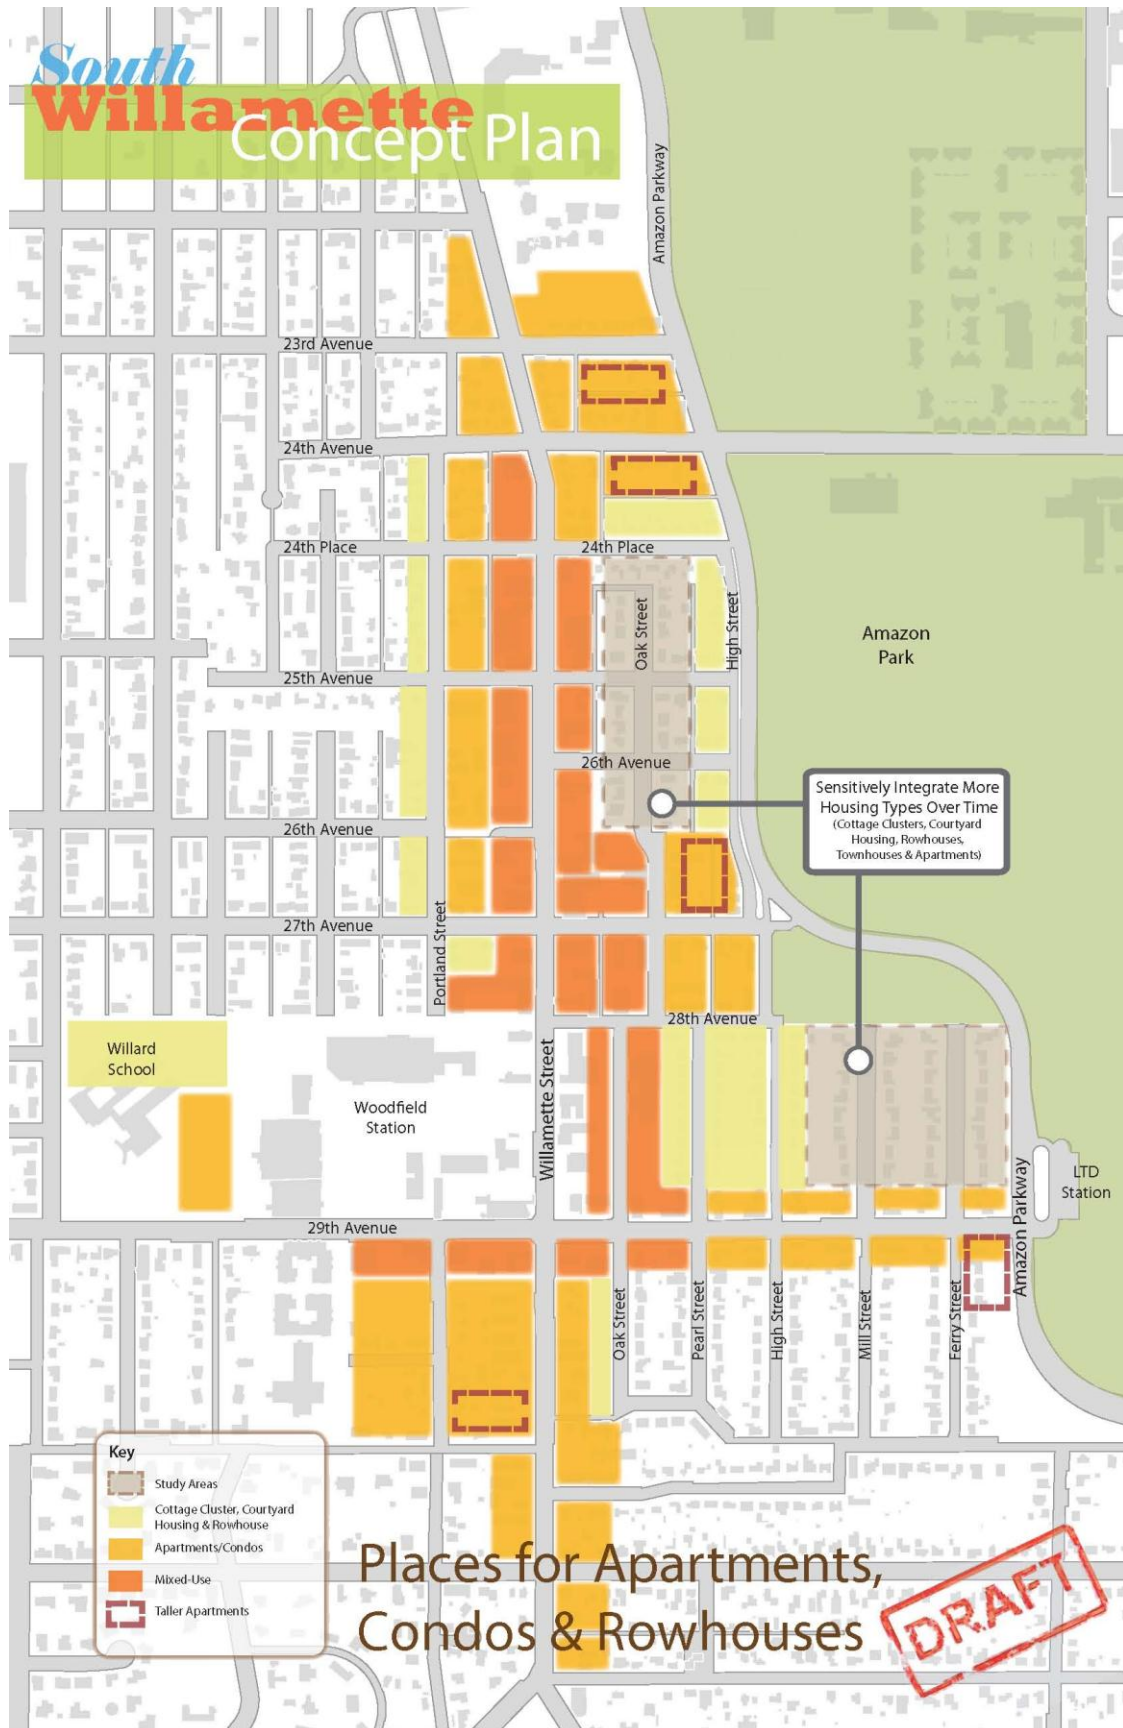 South
Willamette
Concept Plan
Amazon Parkway
23rd Avenue
24th Avenue
24th Place
24th Place
Oak Street
High Street
Amazon
Park
25th Avenue
26th Avenue
Sensitively Integrate More
Housing Types Over Time
(Cottage Clusters, Courtyard
Housing, Rowhouses,
Townhouses & Apartments)
26th Avenue
27th Avenue
Portland Street
28th Avenue
Willard
School
Willamette Street
Woodfield
Station
Amazon Parkway
LTD
Station
29th Avenue
Oak Street
Pearl Street
High Street
Mill Street
Ferry Street
Key
Study Areas
Cottage Cluster, Courtyard
Housing & Rowhouse
Apartments/Condos
Mixed-Use
Taller Apartments
Places for Apartments,
Condos & Rowhouses
DRAFT